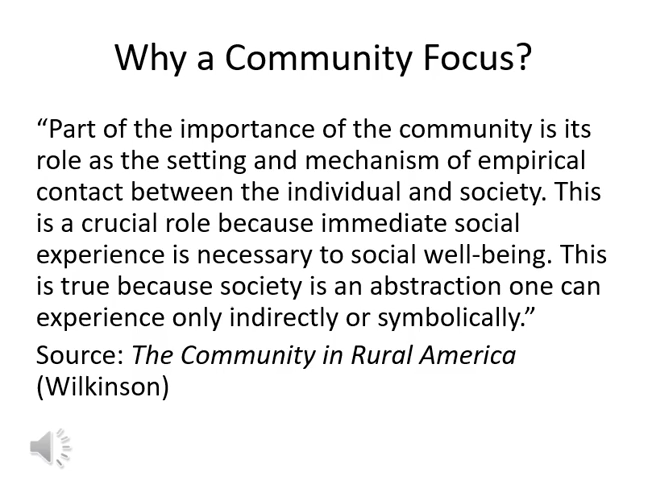 Why a Community Focus?
“Part of the importance of the community is its
role as the setting and mechanism of empirical
contact between the individual and society. This
is a crucial role because immediate social
experience is necessary to social well-being. This
is true because society is an abstraction one can
experience only indirectly or symbolically.”
Source: The Community in Rural America
(Wilkinson)